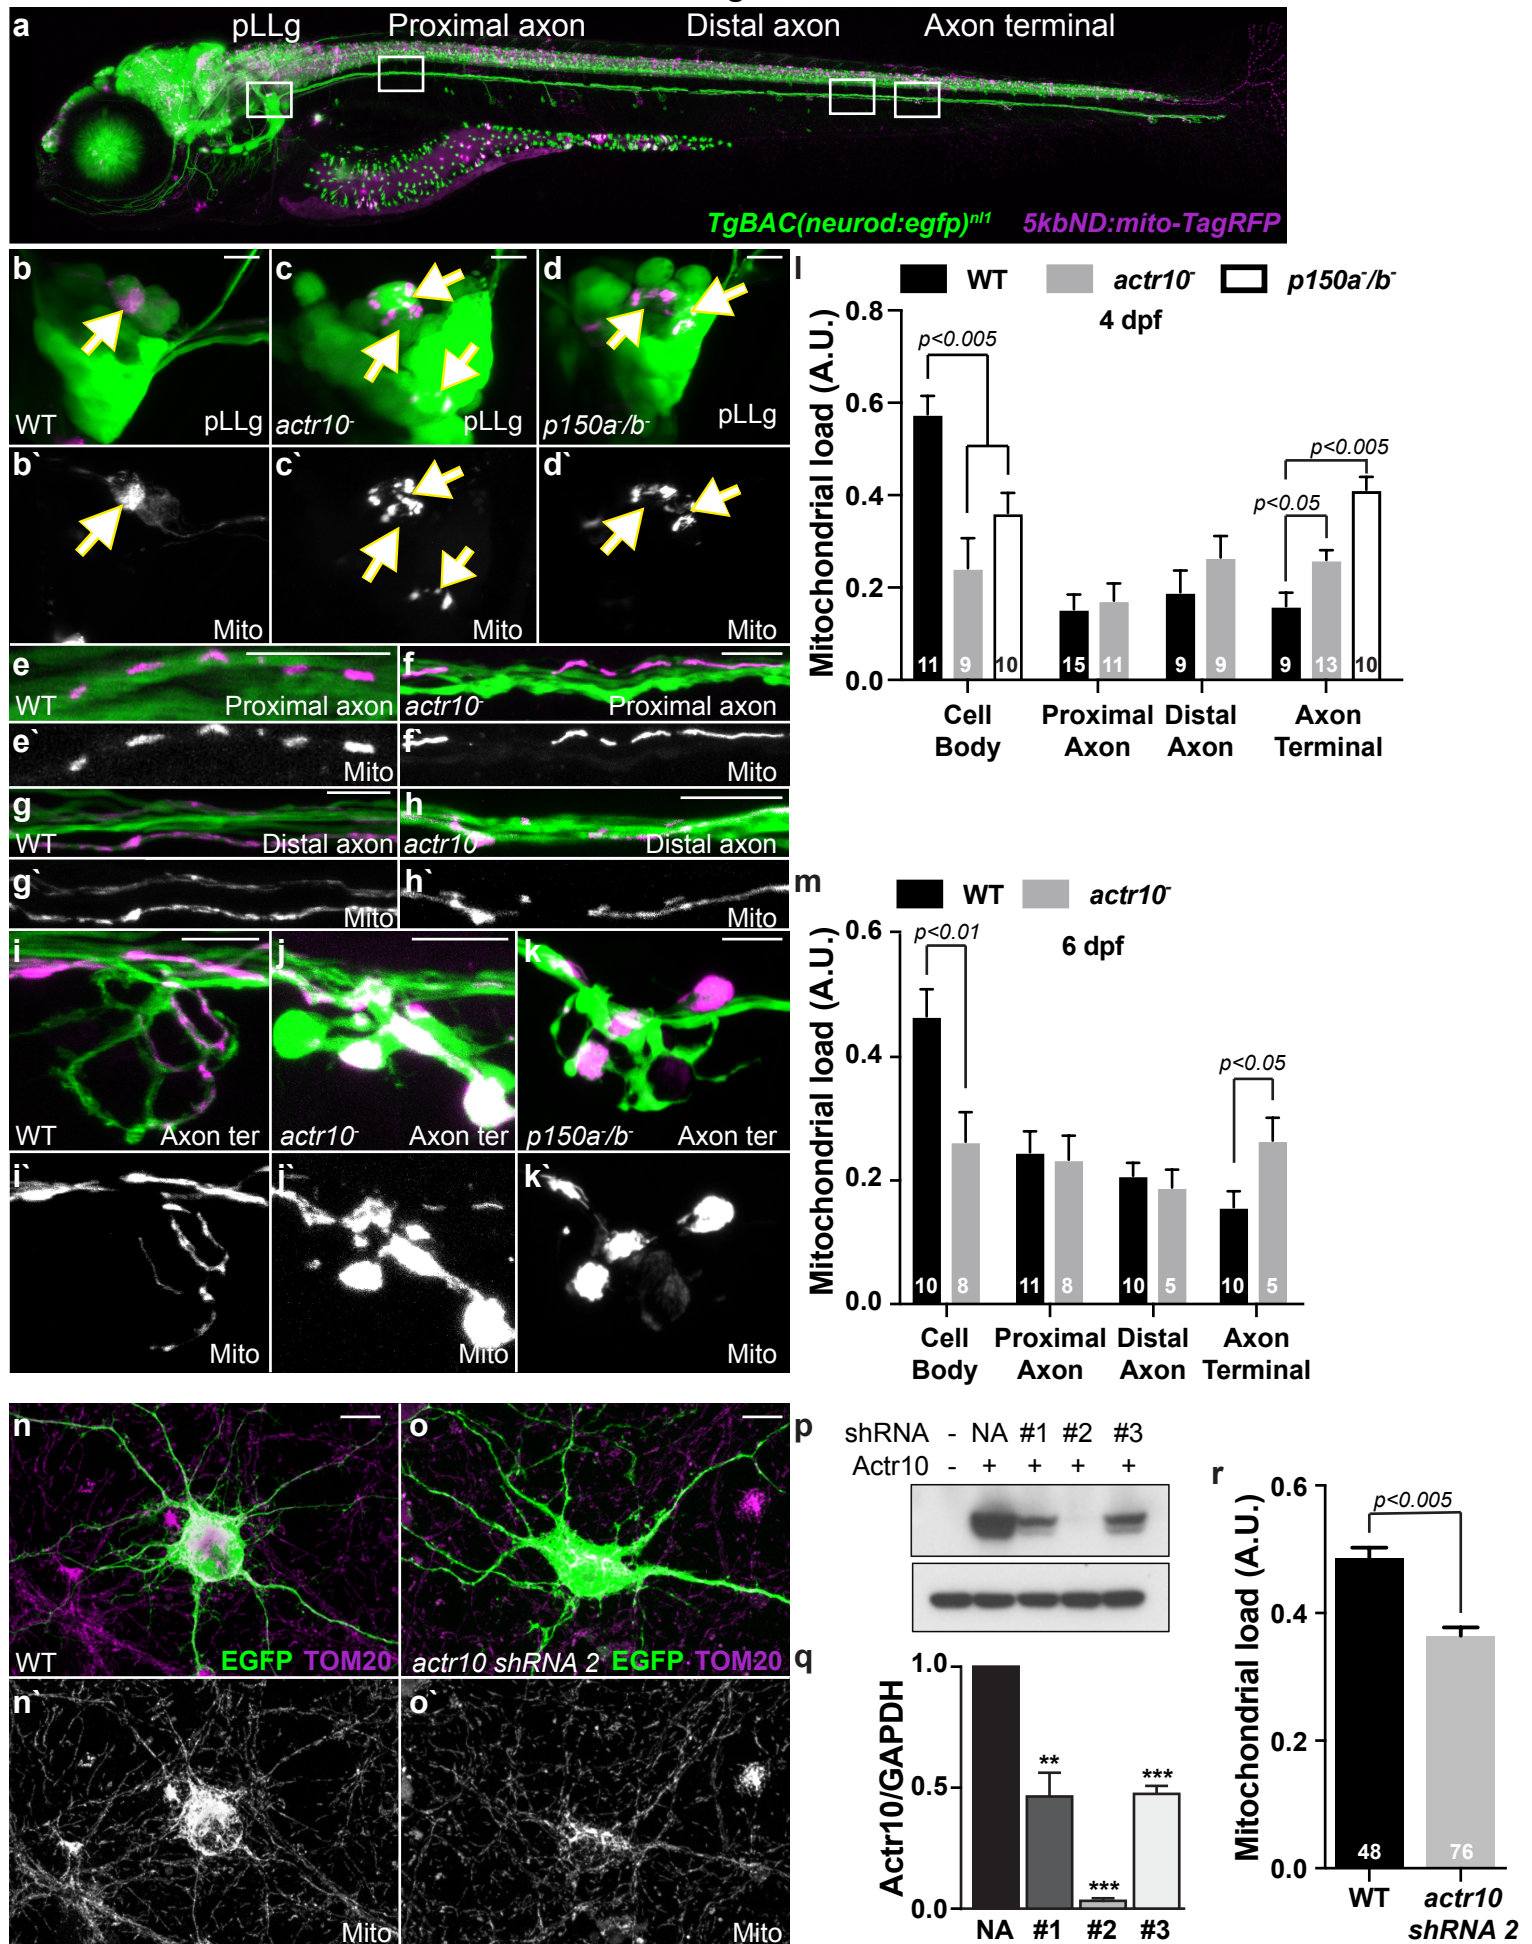 a
pLLg Proximal axon Distal axon Axon terminal
TgBAC(neurod:egfp)nl1 5kbND:mito-TagRFP
b WT pLLg
c actr10- pLLg
d p150a-/b- pLLg
b` Mito
c` Mito
d` Mito
e WT Proximal axon
f actr10- Proximal axon
e` Mito
f` Mito
g WT Distal axon
h actr10- Distal axon
g` Mito
h` Mito
i WT Axon ter
j actr10- Axon ter
k p150a-/b- Axon ter
i` Mito
j` Mito
k` Mito
l
WT actr10- p150a-/b-
4 dpf
Mitochondrial load (A.U.)
0.8
0.6
0.4
0.2
0.0
p<0.005
p<0.05
p<0.005
11 9 10 15 11 9 9 9 13 10
Cell Body
Proximal Axon
Distal Axon
Axon Terminal
m
WT actr10-
6 dpf
Mitochondrial load (A.U.)
0.6
0.4
0.2
0.0
p<0.01
p<0.05
10 8 11 8 10 5 10 5
Cell Body
Proximal Axon
Distal Axon
Axon Terminal
n WT EGFP TOM20
o actr10 shRNA 2 EGFP TOM20
n` Mito
o` Mito
p
shRNA - NA #1 #2 #3
Actr10 - + + + +
q
Actr10/GAPDH
1.0
0.5
0.0
** *** ***
NA #1 #2 #3
r
Mitochondrial load (A.U.)
0.6
0.4
0.2
0.0
p<0.005
48 76
WT
actr10 shRNA 2